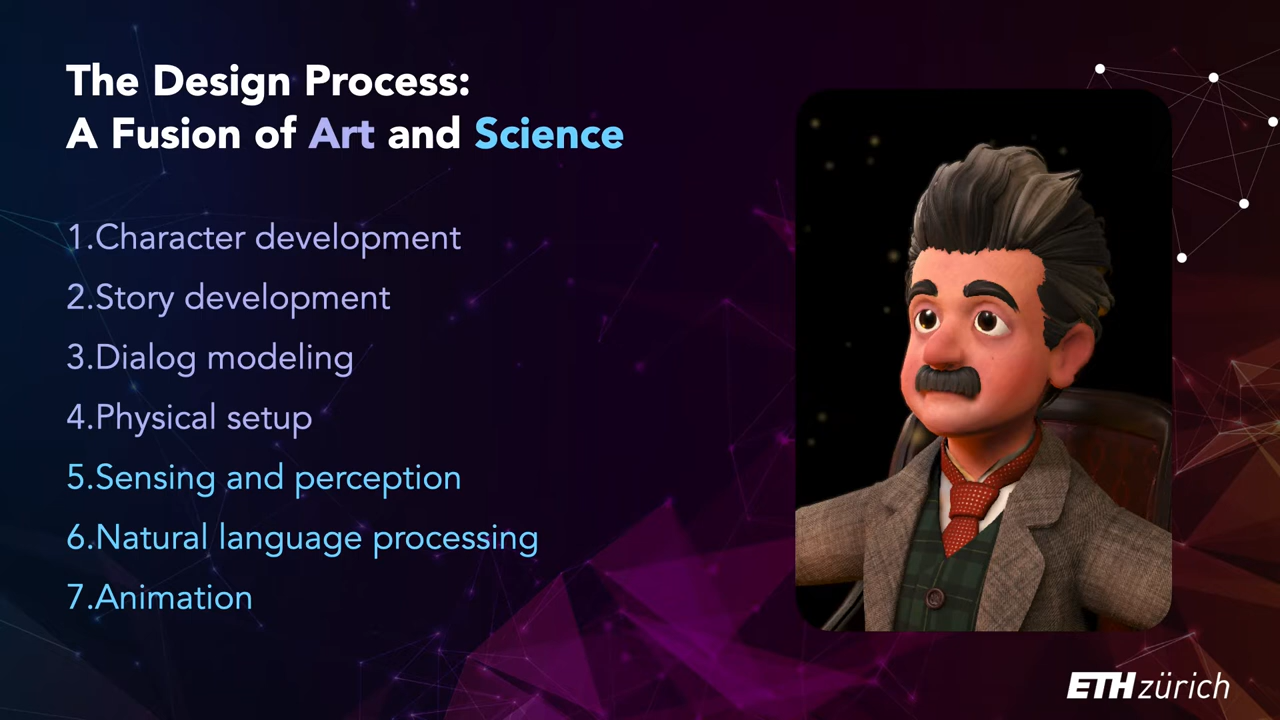 The Design Process:
A Fusion of Art and Science
1.Character development
2.Story development
3.Dialog modeling
4.Physical setup
5.Sensing and perception
6.Natural language processing
7.Animation
ETH zürich